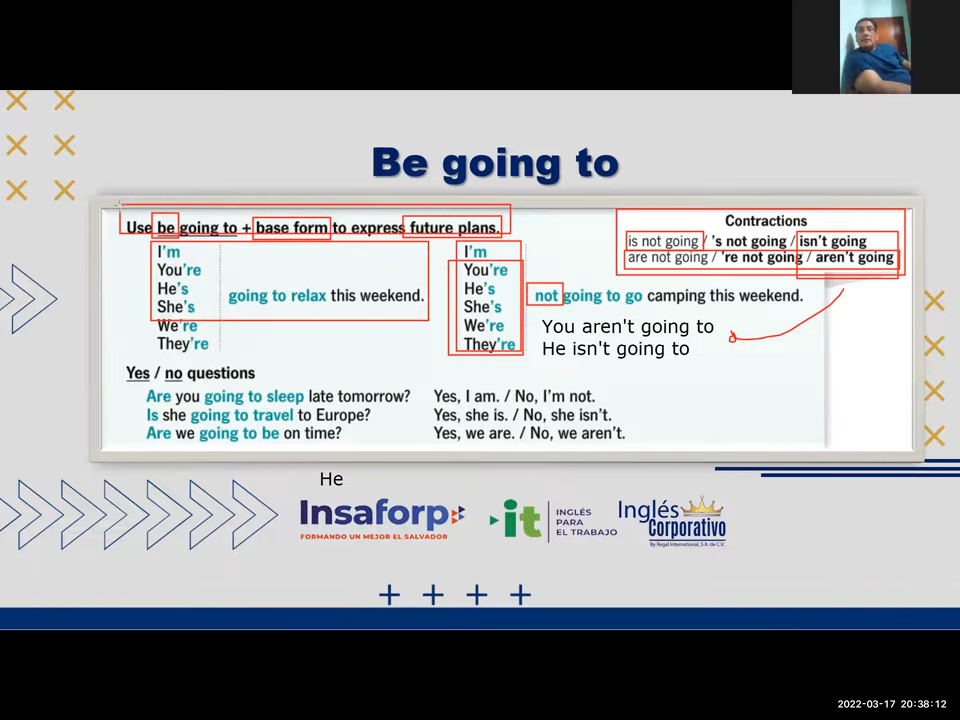 Be going to
Use be going to + base form to express future plans.
I'm
You're
He's
She's
We're
They're
going to relax this weekend.
I'm
You're
He's
She's
We're
They're
not going to go camping this weekend.
Contractions
is not going / 's not going / isn't going
are not going / 're not going / aren't going
You aren't going to
He isn't going to
Yes / no questions
Are you going to sleep late tomorrow? Yes, I am. / No, I'm not.
Is she going to travel to Europe? Yes, she is. / No, she isn't.
Are we going to be on time? Yes, we are. / No, we aren't.
He
Insaforp
FORMANDO UN MEJOR EL SALVADOR
it
INGLÉS
PARA
EL TRABAJO
Inglés
Corporativo
By Regal International, S.A. de C.V.
2022-03-17 20:38:12